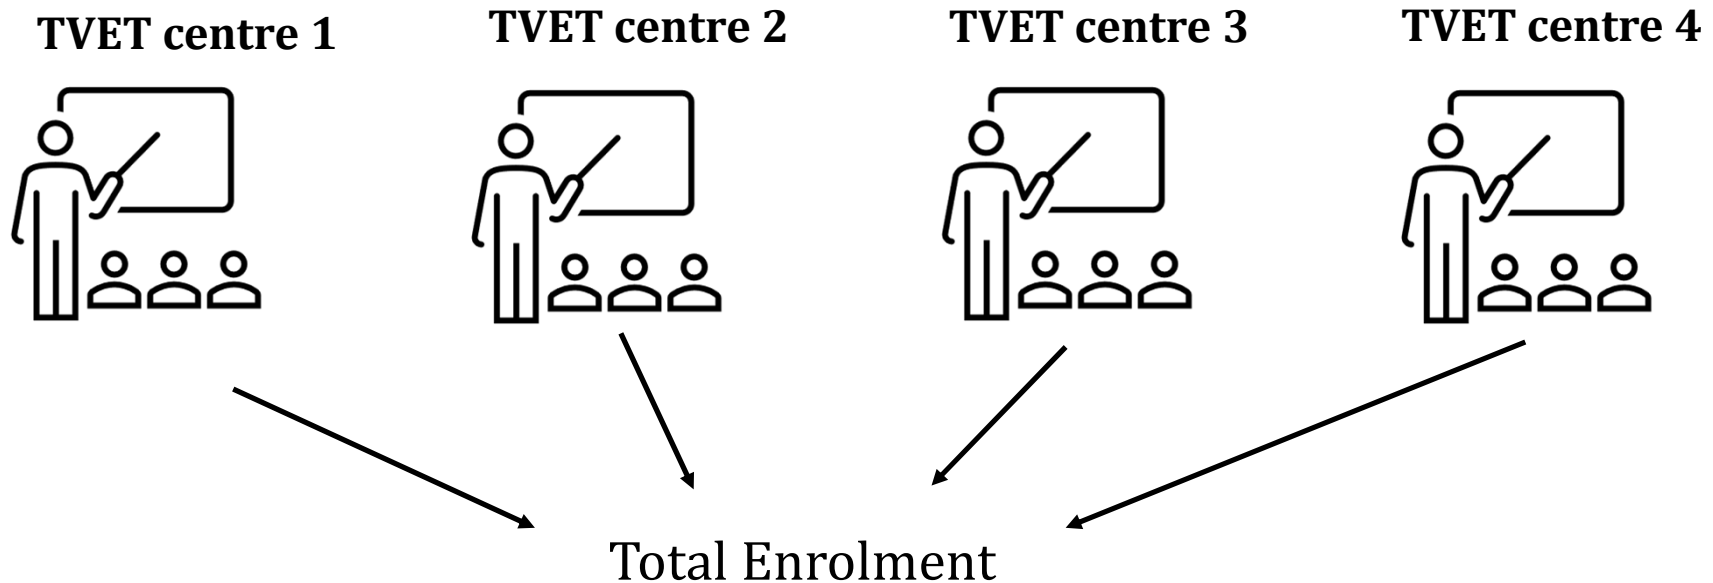 TVET centre 1
TVET centre 2
TVET centre 3
TVET centre 4
Total Enrolment